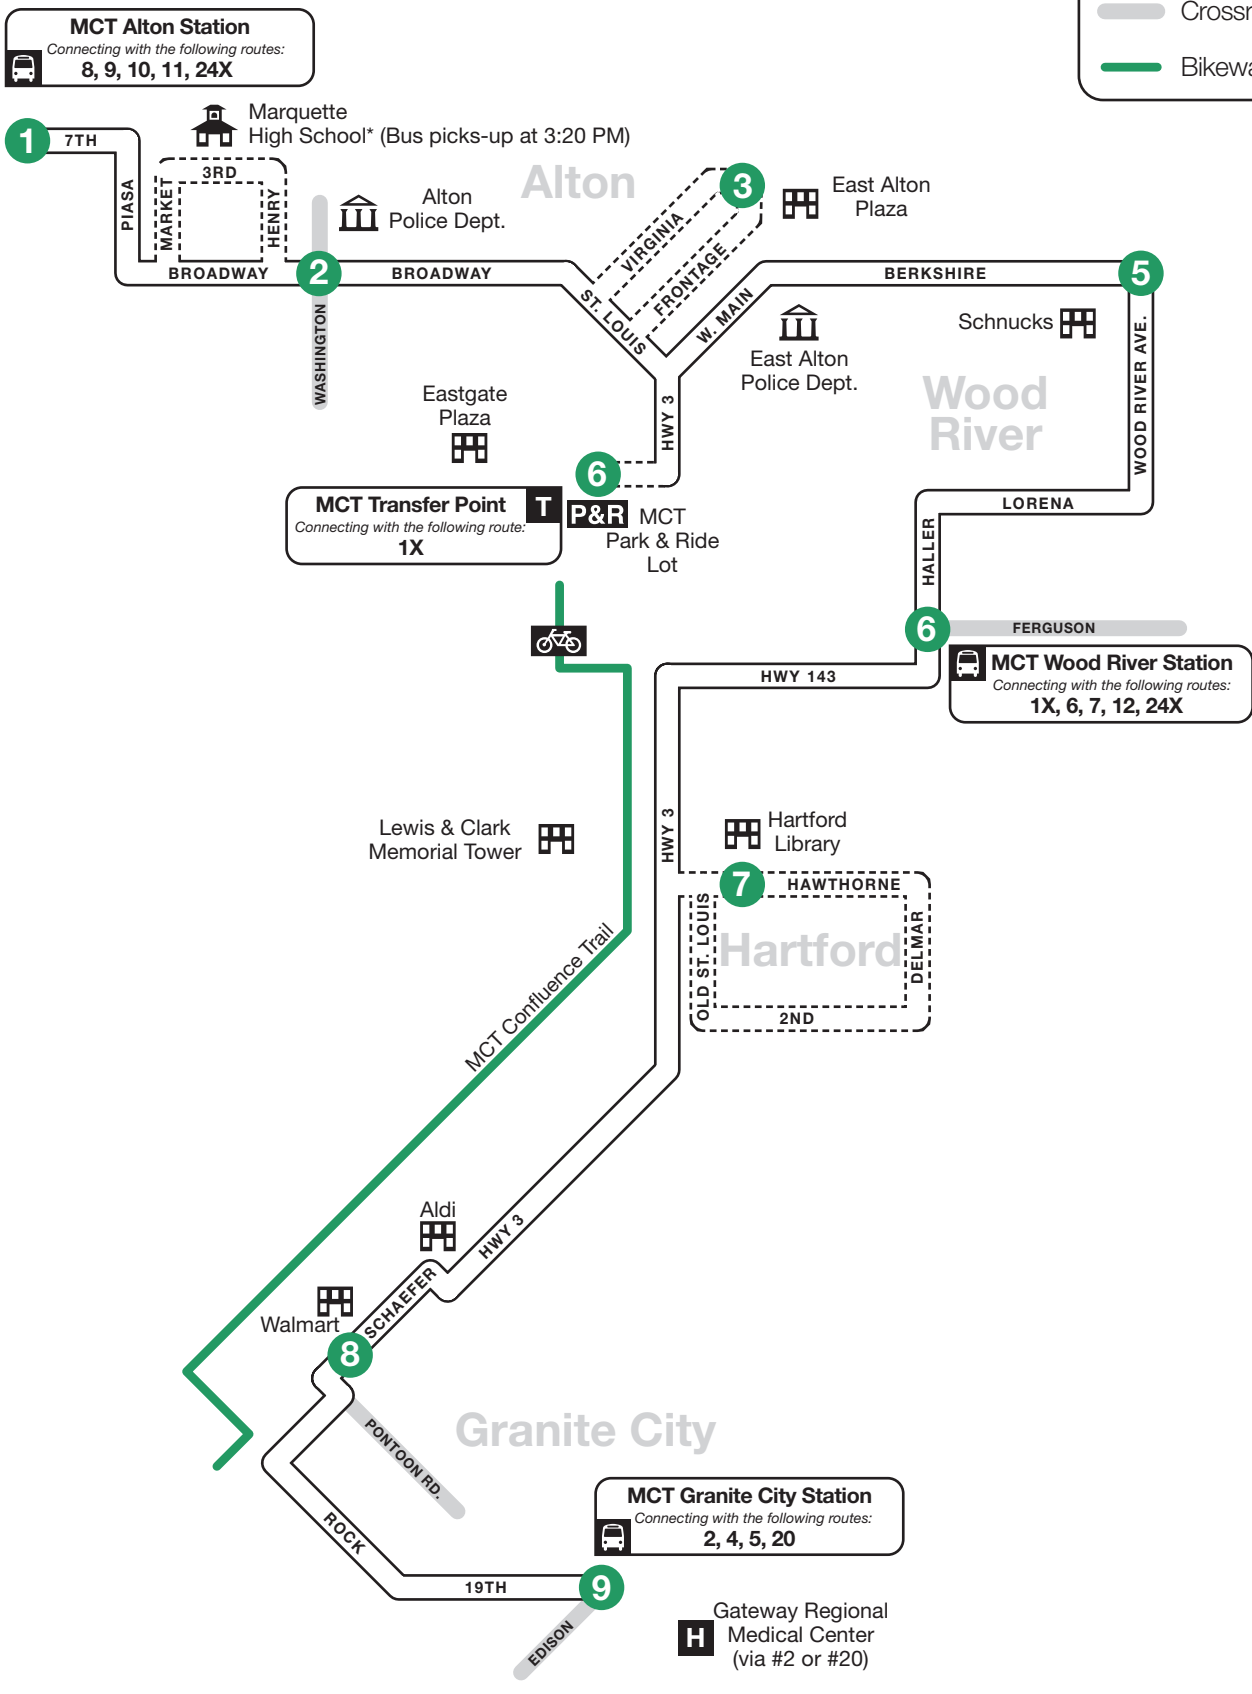 MCT Alton Station
Connecting with the following routes:
8, 9, 10, 11, 24X
Bikewa
1
7TH
PIASA
Marquette
High School* (Bus picks-up at 3:20 PM)
3RD
MARKET
HENRY
BROADWAY
Alton
Police Dept.
Alton
2
WASHINGTON
BROADWAY
ST. LOUIS
VIRGINIA
FRONTAGE
3
East Alton
Plaza
W. MAIN
BERKSHIRE
5
East Alton
Police Dept.
Schnucks
WOOD RIVER AVE.
Wood
River
HWY 3
Eastgate
Plaza
6
MCT Transfer Point
Connecting with the following route:
1X
T
P&R
MCT
Park & Ride
Lot
LORENA
HALLER
6
FERGUSON
MCT Wood River Station
Connecting with the following routes:
1X, 6, 7, 12, 24X
HWY 143
HWY 3
Lewis & Clark
Memorial Tower
Hartford
Library
7
HAWTHORNE
OLD ST. LOUIS
Hartford
DELMAR
2ND
MCT Confluence Trail
Aldi
HWY 3
SCHAEFER
Walmart
8
PONTOON RD.
Granite City
ROCK
MCT Granite City Station
Connecting with the following routes:
2, 4, 5, 20
19TH
9
EDISON
H
Gateway Regional
Medical Center
(via #2 or #20)